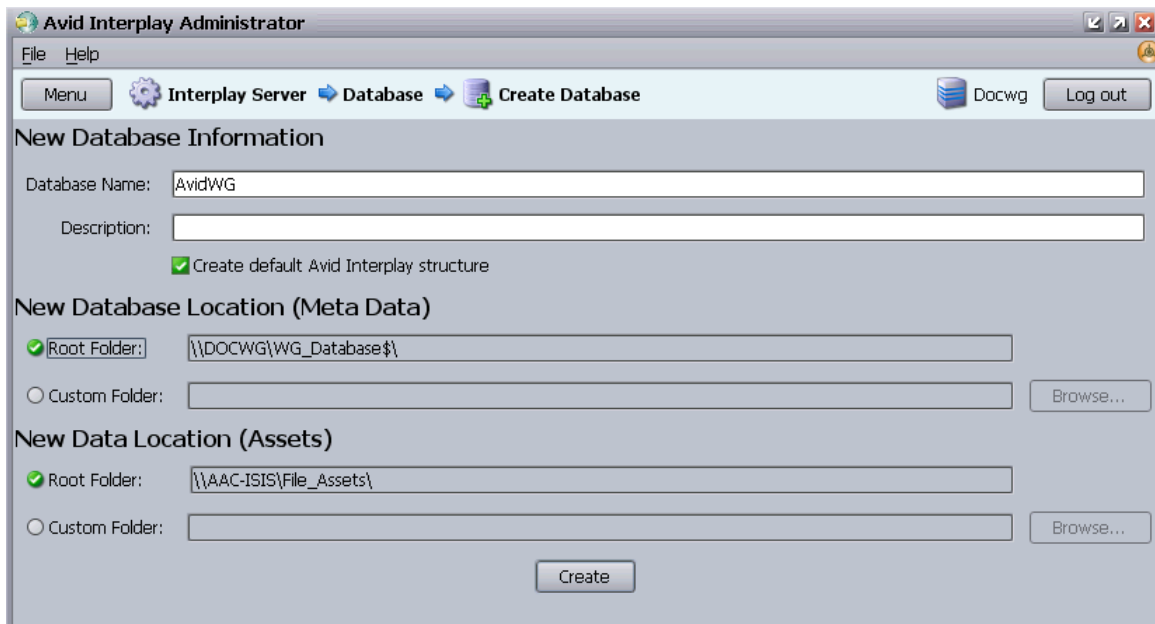 Avid Interplay Administrator
File Help
Menu Interplay Server Database Create Database Docwg Log out
New Database Information
Database Name: AvidWG
Description:
Create default Avid Interplay structure
New Database Location (Meta Data)
Root Folder: \\DOCWG\WG_Database$\
Custom Folder: Browse...
New Data Location (Assets)
Root Folder: \\AAC-ISIS\File_Assets\
Custom Folder: Browse...
Create